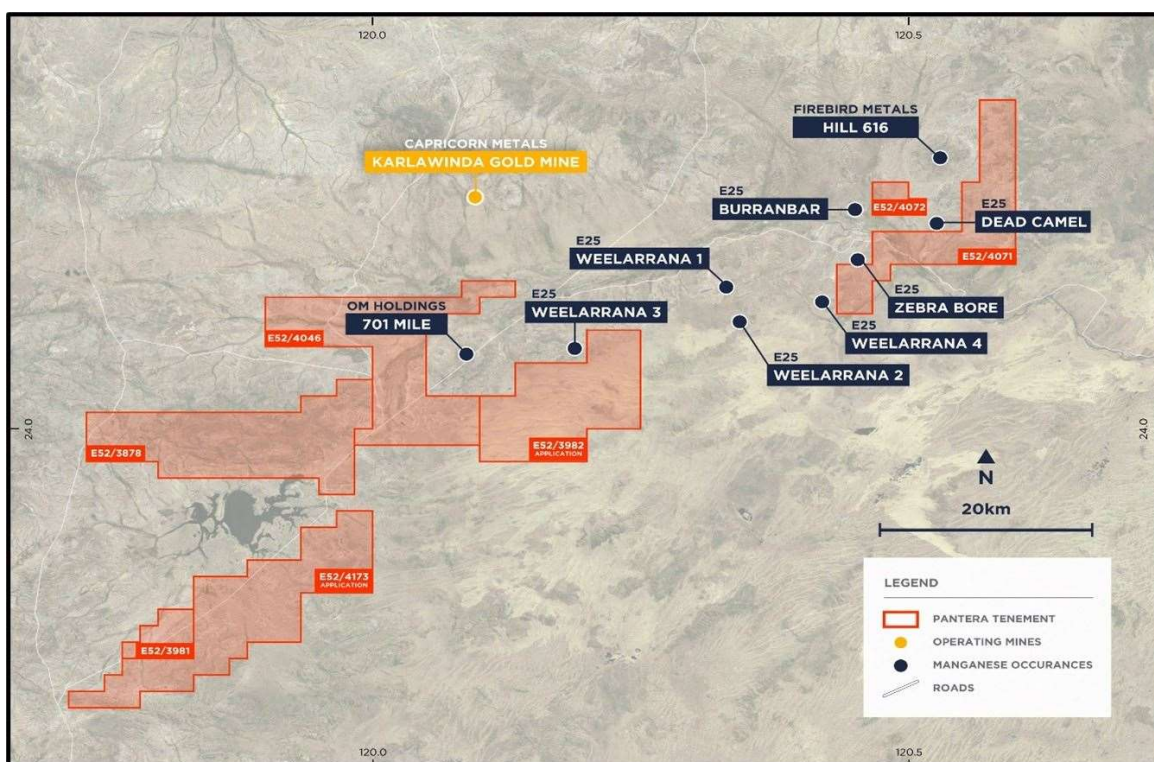 120.0
120.5
FIREBIRD METALS
HILL 616
CAPRICORN METALS
KARLAWINDA GOLD MINE
E25
BURRANBAR
E52/4072
E25
DEAD CAMEL
E25
WEELARRANA 1
E52/4071
E25
ZEBRA BORE
OM HOLDINGS
701 MILE
E25
WEELARRANA 3
E52/4046
E25
WEELARRANA 4
E25
WEELARRANA 2
24.0
24.0
E52/3878
E52/3982
APPLICATION
N
20km
E52/4173
APPLICATION
E52/3981
LEGEND
PANTERA TENEMENT
OPERATING MINES
MANGANESE OCCURANCES
ROADS
120.0
120.5